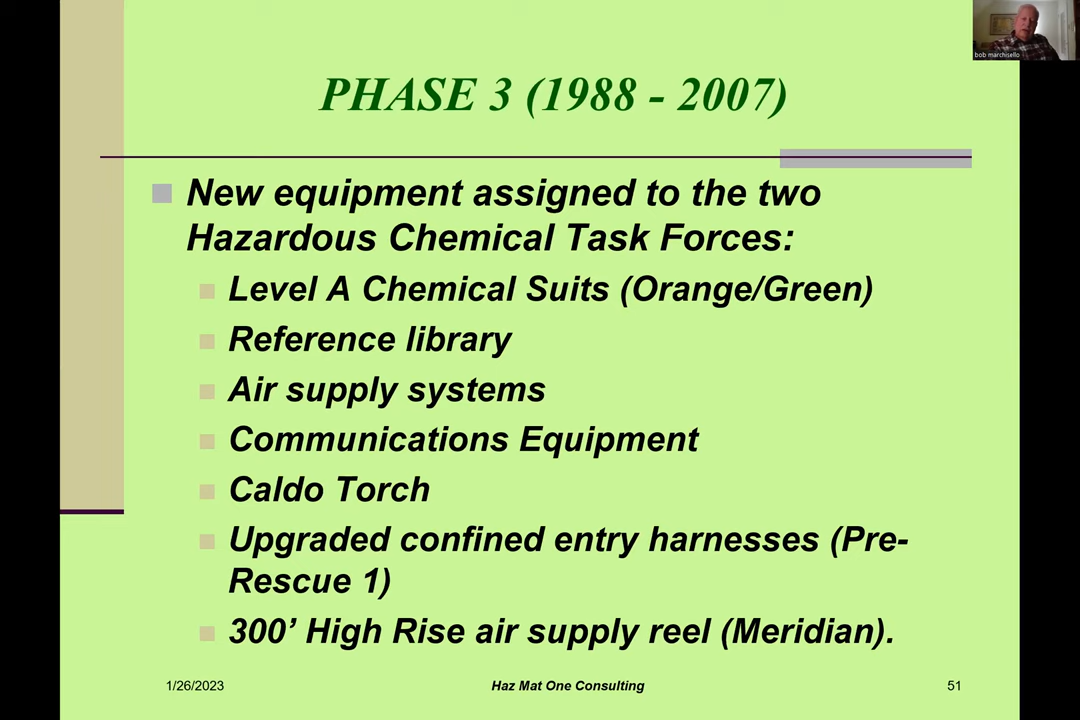 bob marchisello
PHASE 3 (1988 - 2007)
New equipment assigned to the two
Hazardous Chemical Task Forces:
Level A Chemical Suits (Orange/Green)
Reference library
Air supply systems
Communications Equipment
Caldo Torch
Upgraded confined entry harnesses (Pre-
Rescue 1)
300’ High Rise air supply reel (Meridian).
1/26/2023
Haz Mat One Consulting
51